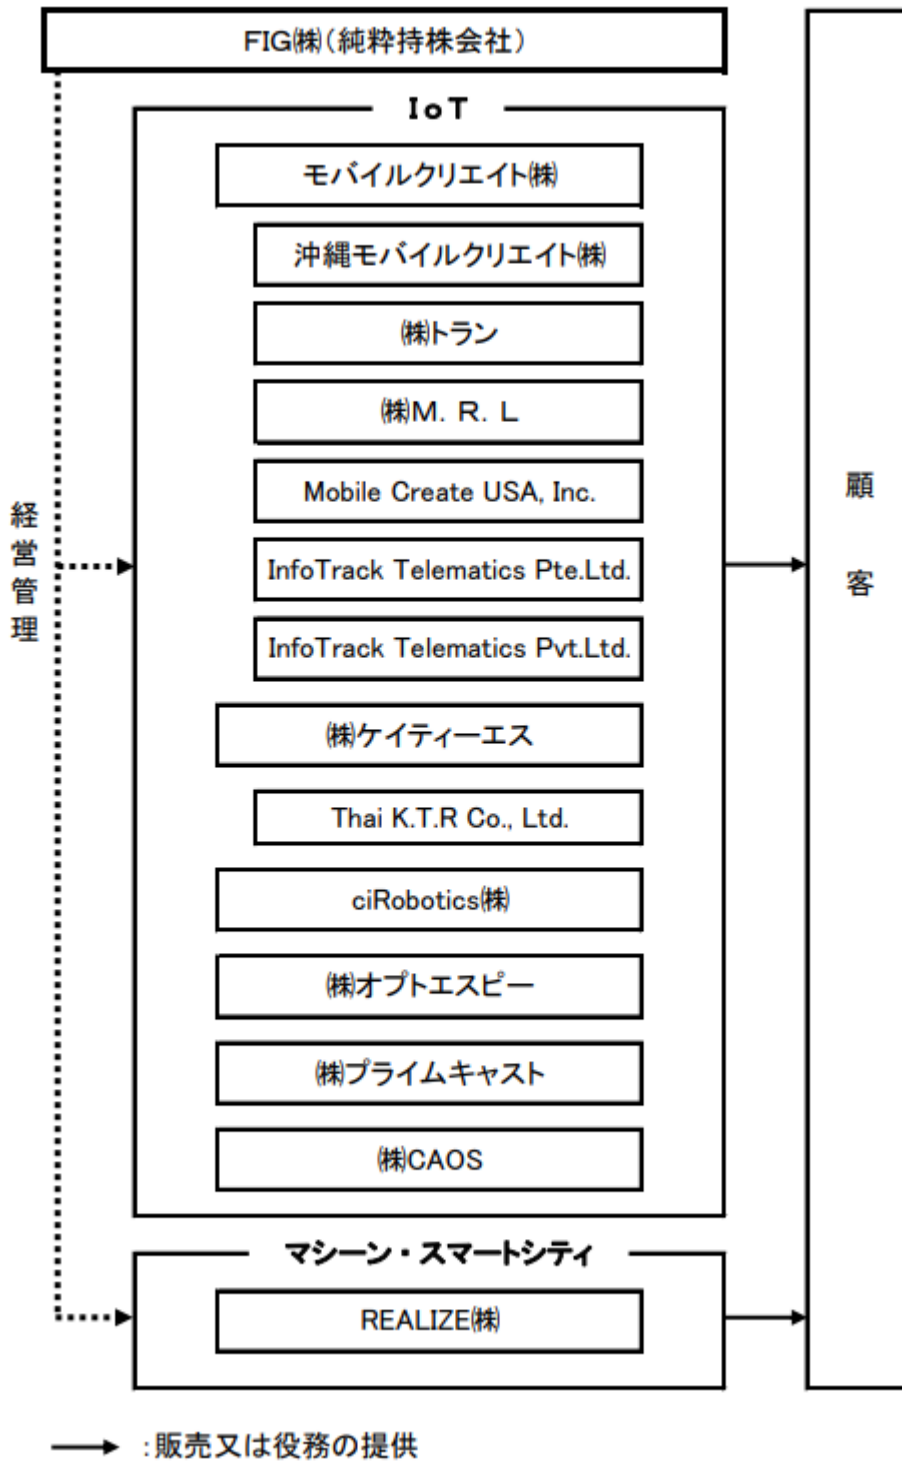 FIG㈱(純粋持株会社)
IoT
モバイルクリエイト㈱
沖縄モバイルクリエイト㈱
㈱トラン
㈱M．R．L
Mobile Create USA, Inc.
InfoTrack Telematics Pte.Ltd.
InfoTrack Telematics Pvt.Ltd.
㈱ケイティーエス
Thai K.T.R Co., Ltd.
ciRobotics㈱
㈱オプトエスピー
㈱プライムキャスト
㈱CAOS
マシーン・スマートシティ
REALIZE㈱
経営管理
顧客
:販売又は役務の提供